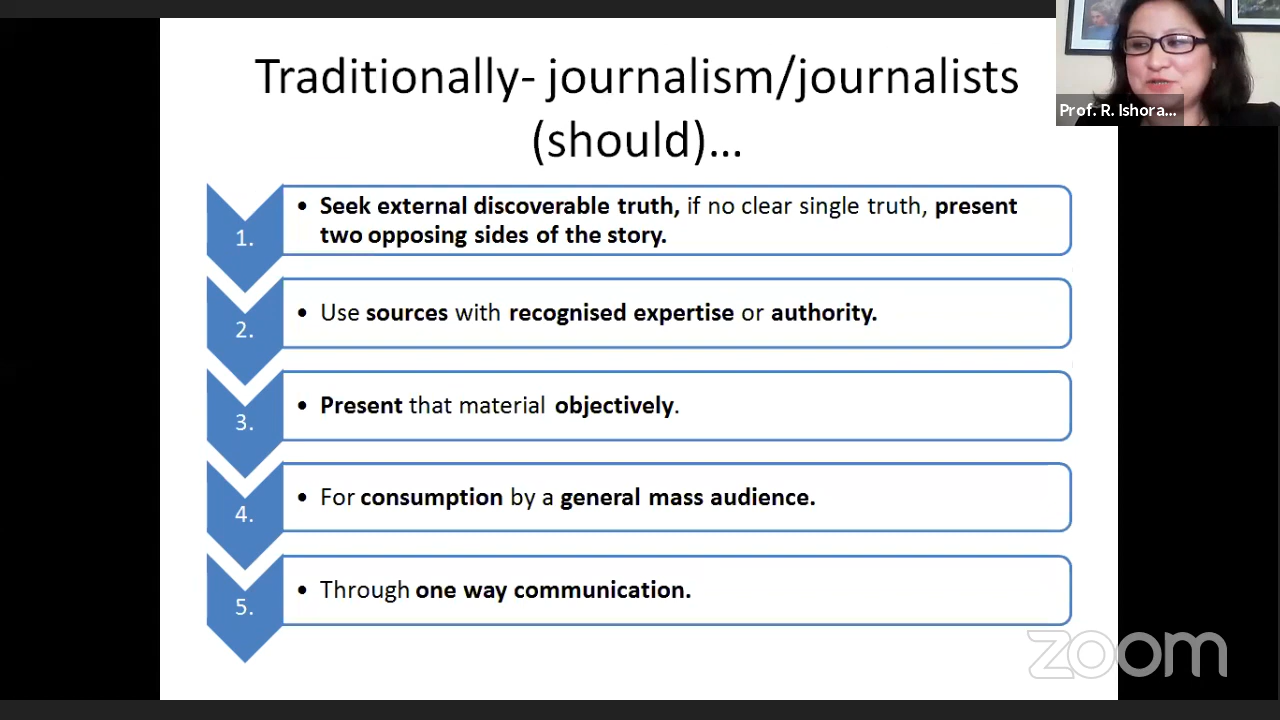 Traditionally- journalism/journalists
(should)...
1.
• Seek external discoverable truth, if no clear single truth, present
two opposing sides of the story.
2.
• Use sources with recognised expertise or authority.
3.
• Present that material objectively.
4.
• For consumption by a general mass audience.
5.
• Through one way communication.
Prof. R. Ishora...
zoom